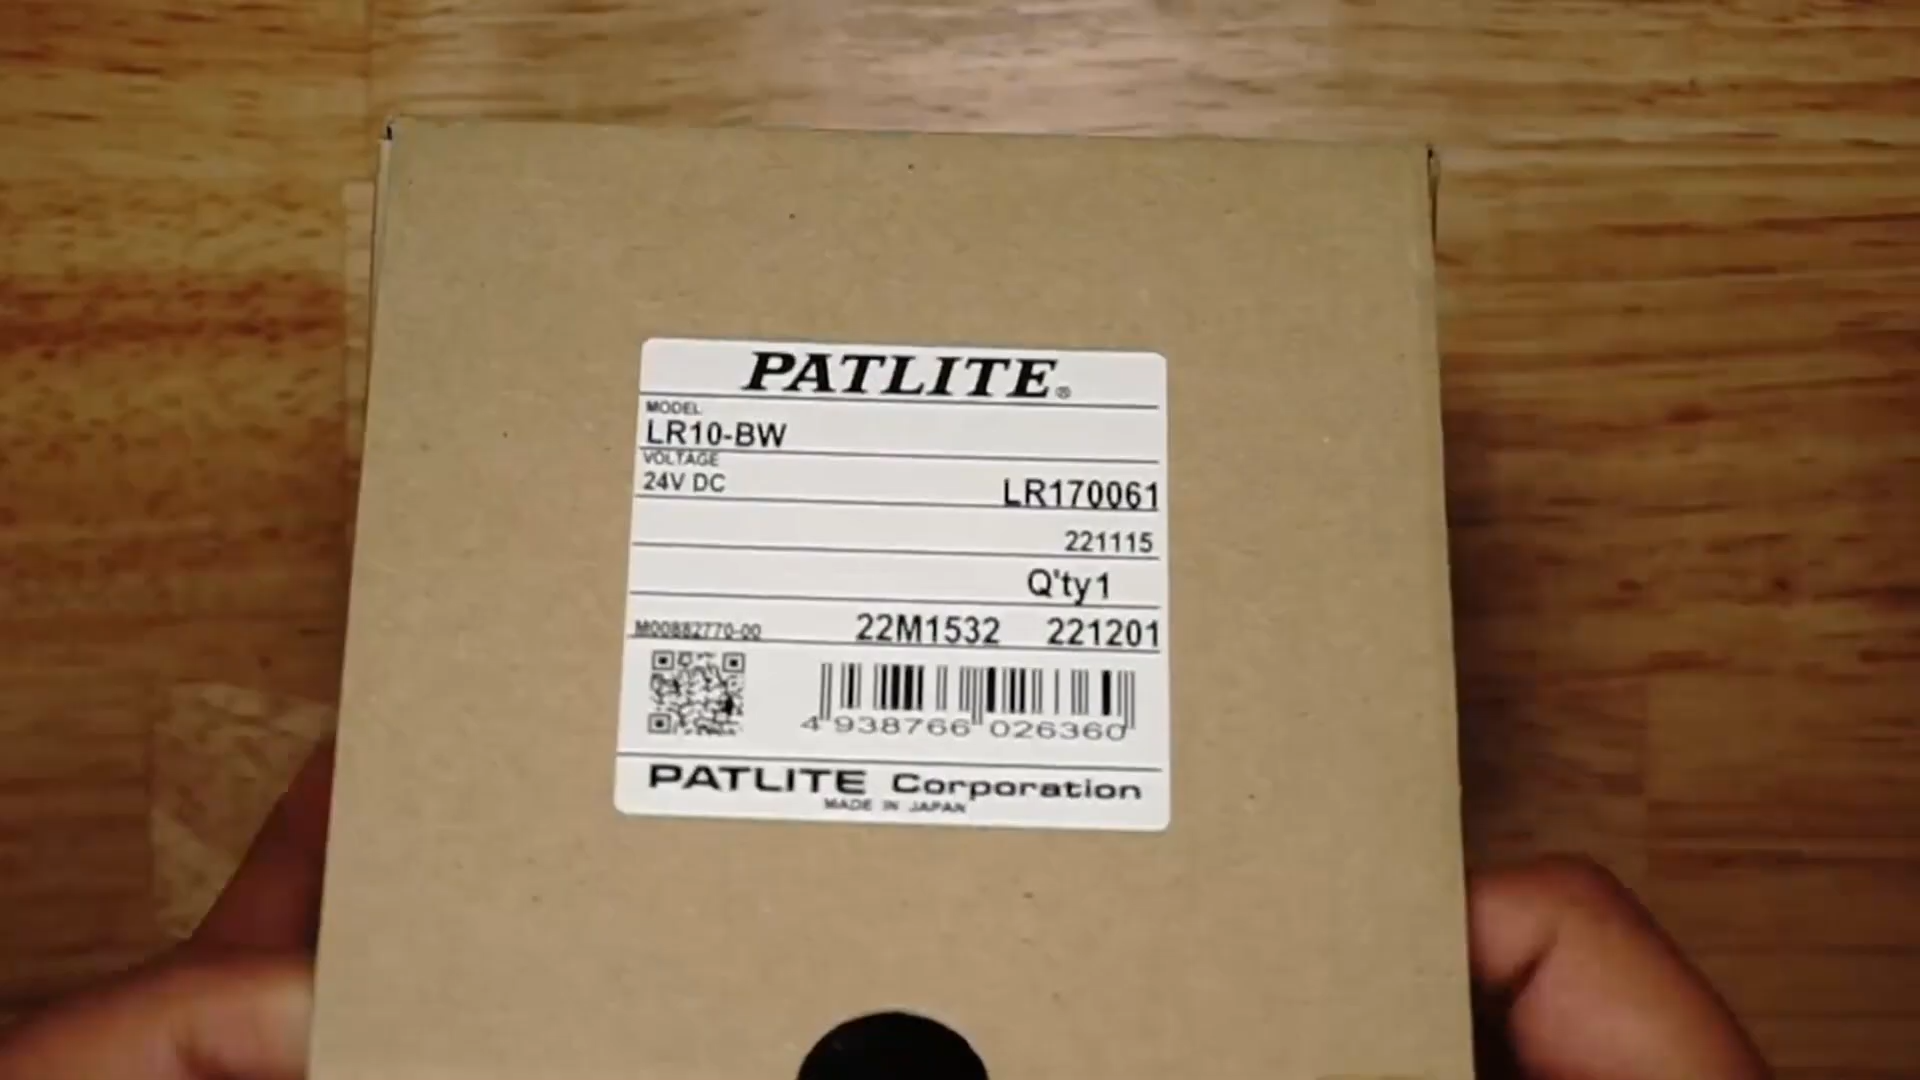 PATLITE®
MODEL
LR10-BW
VOLTAGE
24V DC LR170061
221115
Q'ty1
M00882770-00 22M1532 221201
4 938766 026360
PATLITE Corporation
MADE IN JAPAN